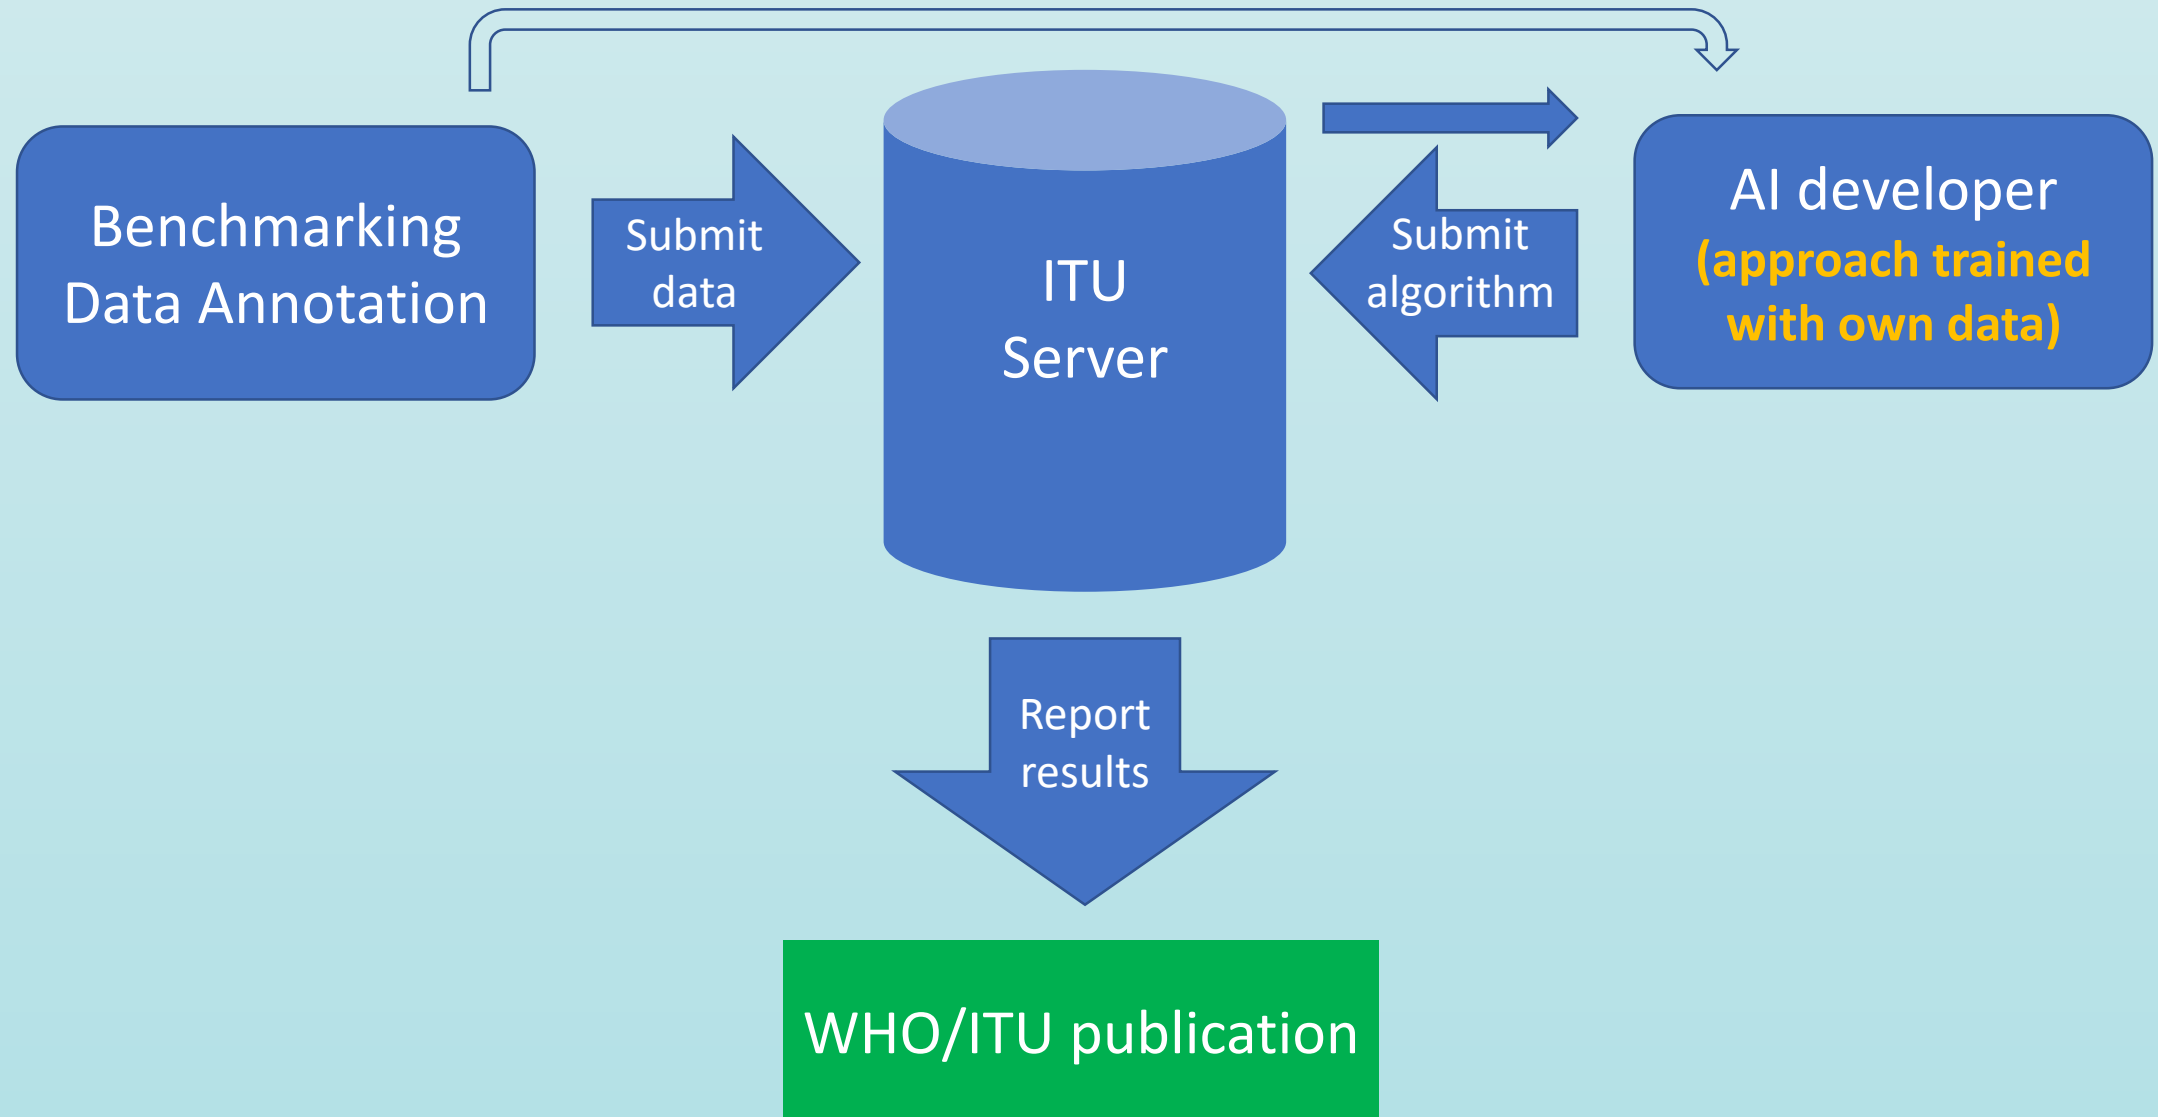 Benchmarking
Data Annotation
Submit
data
ITU
Server
Submit
algorithm
AI developer
(approach trained
with own data)
Report
results
WHO/ITU publication